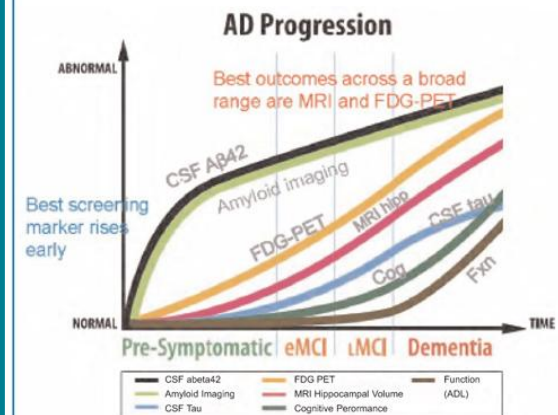 AD Progression
ABNORMAL
Best outcomes across a broad
range are MRI and FDG-PET
CSF Aβ42
Amyloid imaging
Best screening
marker rises
early
FDG-PET
MRI hipp
CSF tau
Cog
Fxn
NORMAL
TIME
Pre-Symptomatic eMCI LMCI Dementia
CSF abeta42 FDG PET Function
Amyloid Imaging MRI Hippocampal Volume (ADL)
CSF Tau Cognitive Perormance